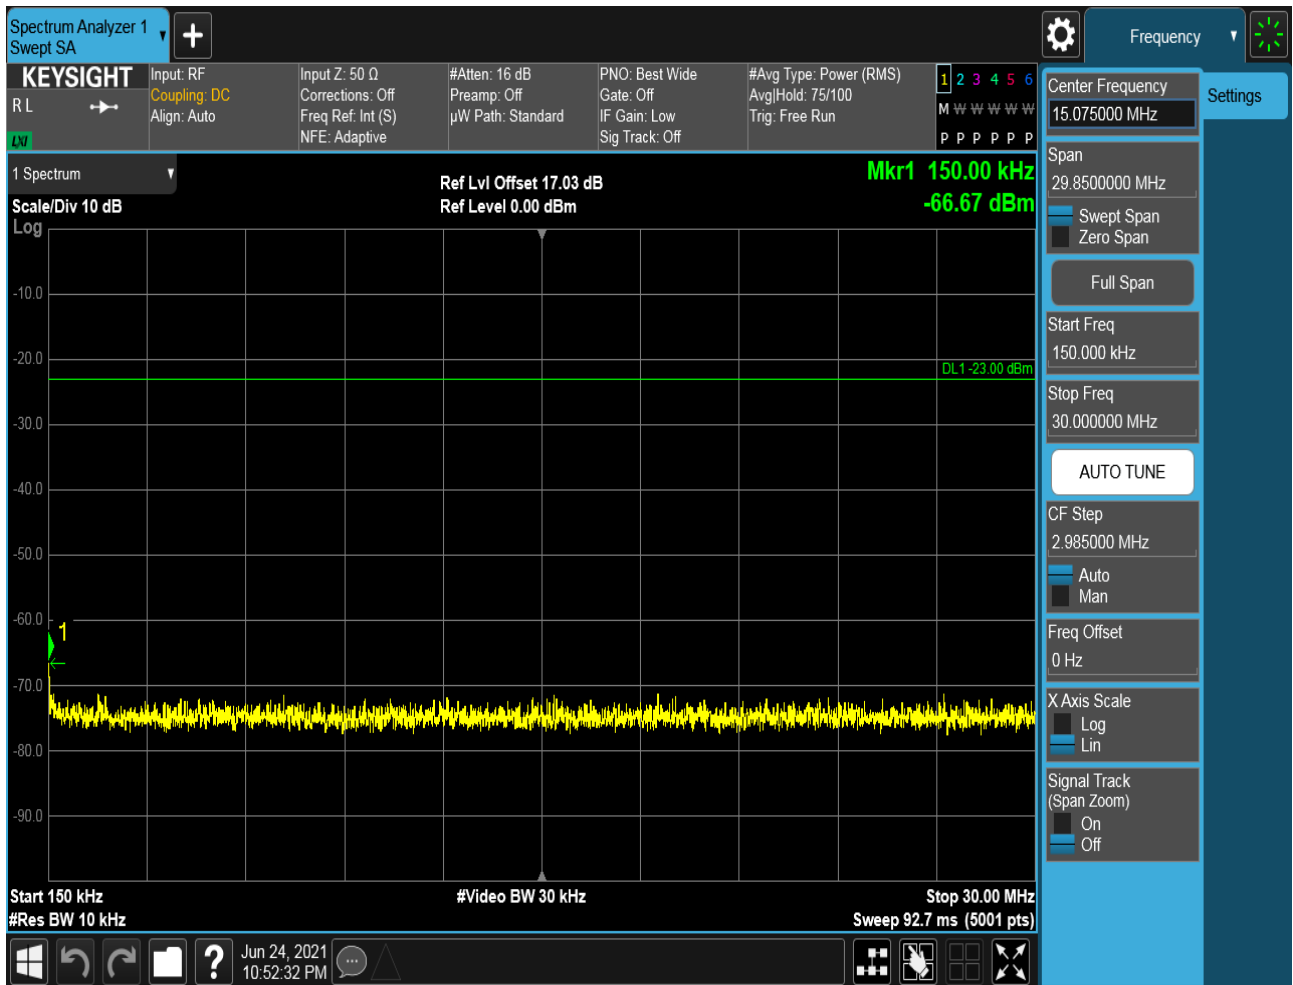 Spectrum Analyzer 1
Swept SA
Frequency
KEYSIGHT
R L
LXI
Input: RF
Coupling: DC
Align: Auto
Input Z: 50 Ω
Corrections: Off
Freq Ref: Int (S)
NFE: Adaptive
#Atten: 16 dB
Preamp: Off
µW Path: Standard
PNO: Best Wide
Gate: Off
IF Gain: Low
Sig Track: Off
#Avg Type: Power (RMS)
Avg|Hold: 75/100
Trig: Free Run
1 2 3 4 5 6
M W W W W W
P P P P P P
1 Spectrum
Scale/Div 10 dB
Log
Ref Lvl Offset 17.03 dB
Ref Level 0.00 dBm
Mkr1 150.00 kHz
-66.67 dBm
-10.0
-20.0
DL1 -23.00 dBm
-30.0
-40.0
-50.0
-60.0
1
-70.0
-80.0
-90.0
Start 150 kHz
#Video BW 30 kHz
Stop 30.00 MHz
#Res BW 10 kHz
Sweep 92.7 ms (5001 pts)
Center Frequency
15.075000 MHz
Settings
Span
29.8500000 MHz
Swept Span
Zero Span
Full Span
Start Freq
150.000 kHz
Stop Freq
30.000000 MHz
AUTO TUNE
CF Step
2.985000 MHz
Auto
Man
Freq Offset
0 Hz
X Axis Scale
Log
Lin
Signal Track
(Span Zoom)
On
Off
?
Jun 24, 2021
10:52:32 PM